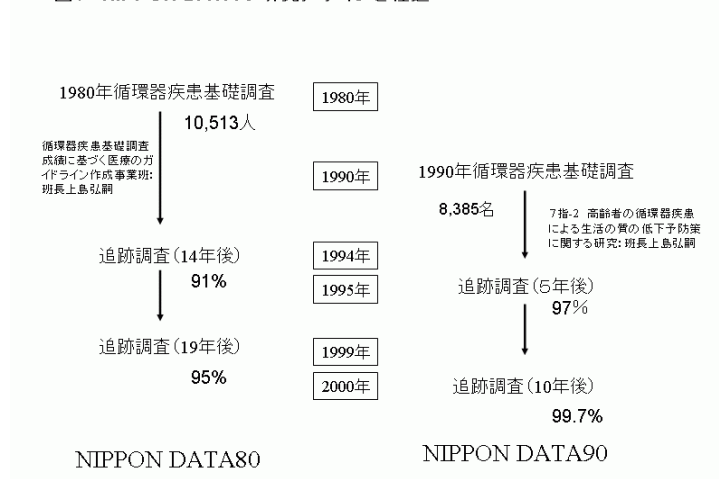 1980年循環器疾患基礎調査
10,513人
循環器疾患基礎調査
成績に基づく医療のガ
イドライン作成事業班:
班長上島弘嗣
追跡調査(14年後)
91%
追跡調査(19年後)
95%
NIPPON DATA80
1980年
1990年
1994年
1995年
1999年
2000年
1990年循環器疾患基礎調査
8,385名
7指-2 高齢者の循環器疾患
による生活の質の低下予防策
に関する研究:班長上島弘嗣
追跡調査(5年後)
97%
追跡調査(10年後)
99.7%
NIPPON DATA90